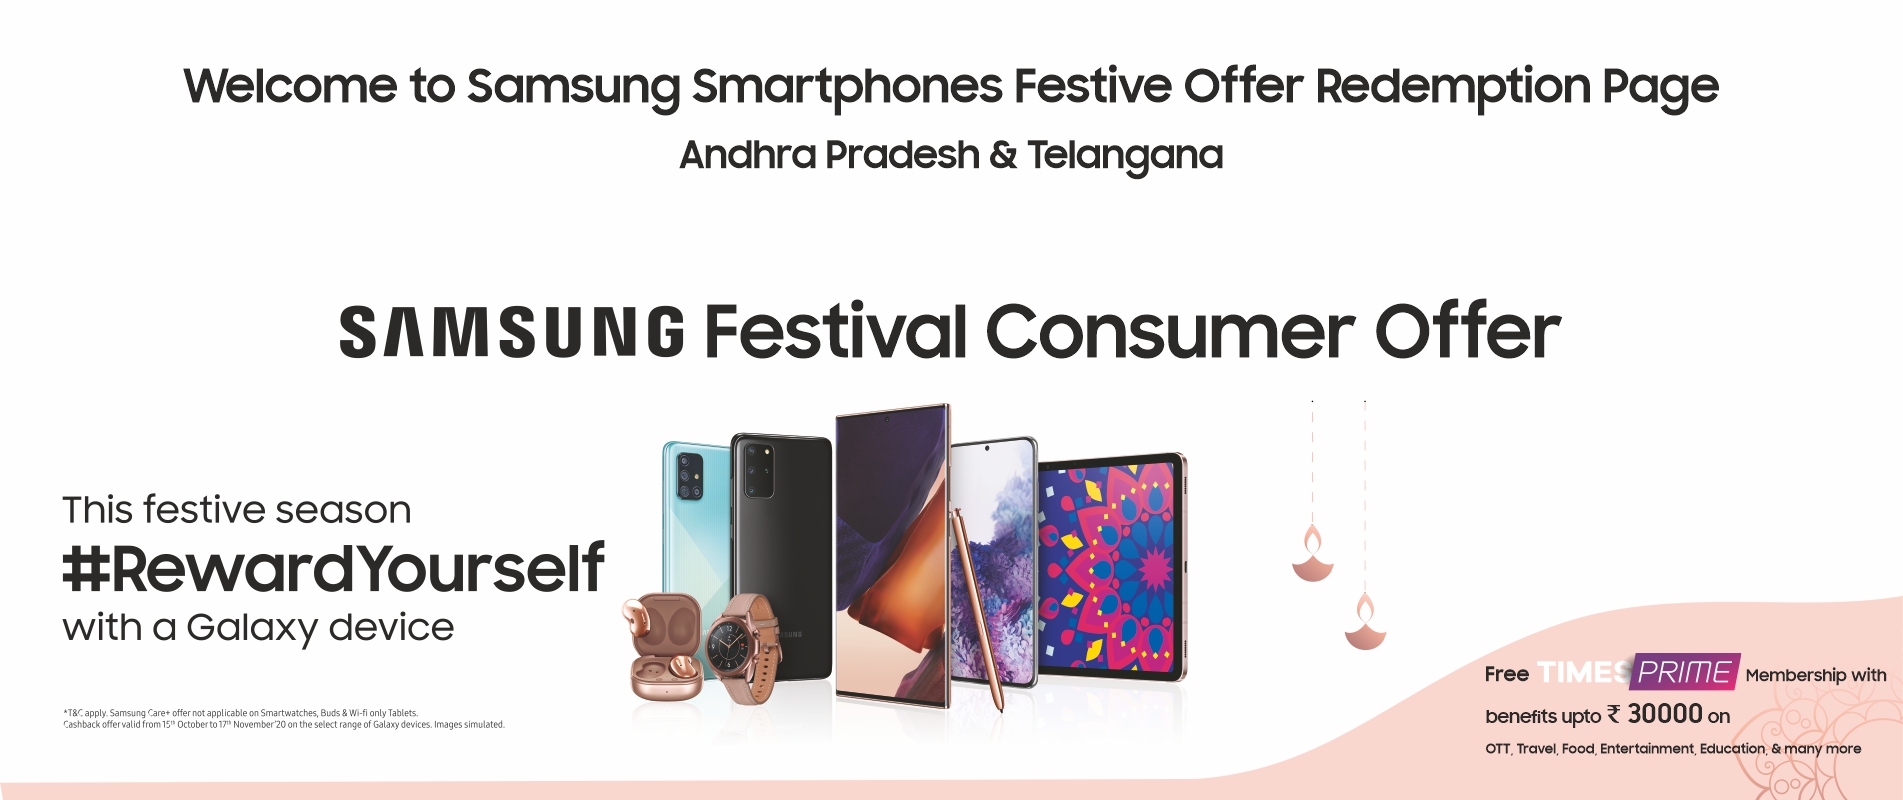 Welcome to Samsung Smartphones Festive Offer Redemption Page
Andhra Pradesh & Telangana
SAMSUNG Festival Consumer Offer
This festive season
#RewardYourself
with a Galaxy device
*T&C apply. Samsung Care+ offer not applicable on Smartwatches, Buds & Wi-fi only Tablets.
Cashback offer valid from 15th October to 17th November'20 on the select range of Galaxy devices. Images simulated.
Free TIMES PRIME Membership with
benefits upto ₹ 30000 on
OTT, Travel, Food, Entertainment, Education, & many more